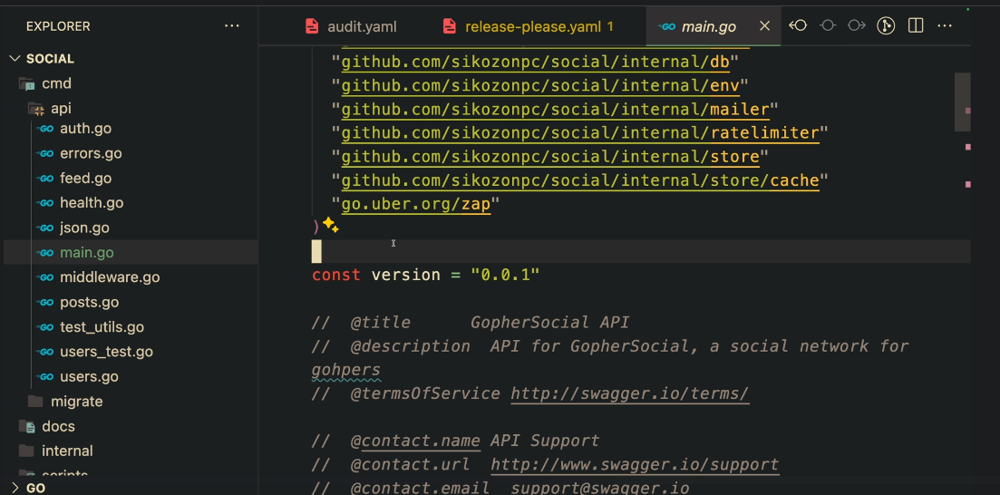 EXPLORER
SOCIAL
cmd
api
auth.go
errors.go
feed.go
health.go
json.go
main.go
middleware.go
posts.go
test_utils.go
users_test.go
users.go
migrate
docs
internal
scripts
GO
audit.yaml
release-please.yaml 1
main.go
"github.com/sikozonpc/social/internal/db"
"github.com/sikozonpc/social/internal/env"
"github.com/sikozonpc/social/internal/mailer"
"github.com/sikozonpc/social/internal/ratelimiter"
"github.com/sikozonpc/social/internal/store"
"github.com/sikozonpc/social/internal/store/cache"
"go.uber.org/zap"
)
const version = "0.0.1"
// @title GopherSocial API
// @description API for GopherSocial, a social network for
gohpers
// @termsOfService http://swagger.io/terms/
// @contact.name API Support
// @contact.url http://www.swagger.io/support
// @contact.email support@swagger.io